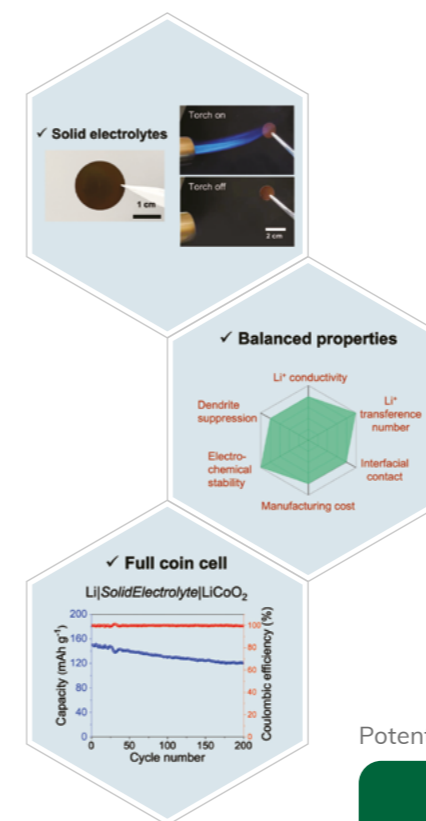 ✓ Solid electrolytes
Torch on
1 cm
Torch off
2 cm
✓ Balanced properties
Li⁺ conductivity
Dendrite
suppression
Li⁺
transference
number
Electro-
chemical
stability
Interfacial
contact
Manufacturing cost
✓ Full coin cell
Li|SolidElectrolyte|LiCoO₂
Capacity (mAh g⁻¹)
200
160
120
80
40
0
100
80
60
40
20
0
Coulombic efficiency (%)
0
50
100
150
200
Cycle number
Potent